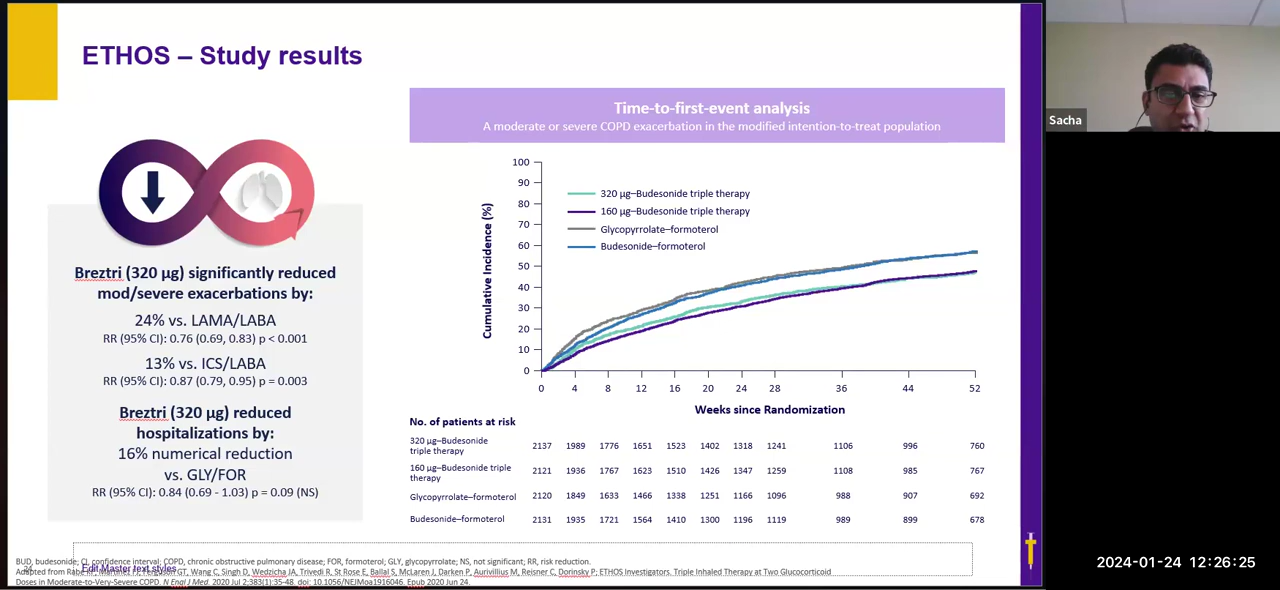 ETHOS – Study results
Breztri (320 µg) significantly reduced
mod/severe exacerbations by:
24% vs. LAMA/LABA
RR (95% CI): 0.76 (0.69, 0.83) p < 0.001
13% vs. ICS/LABA
RR (95% CI): 0.87 (0.79, 0.95) p = 0.003
Breztri (320 µg) reduced
hospitalizations by:
16% numerical reduction
vs. GLY/FOR
RR (95% CI): 0.84 (0.69 - 1.03) p = 0.09 (NS)
Time-to-first-event analysis
A moderate or severe COPD exacerbation in the modified intention-to-treat population
Cumulative Incidence (%)
100
90
80
70
60
50
40
30
20
10
0
320 µg–Budesonide triple therapy
160 µg–Budesonide triple therapy
Glycopyrrolate–formoterol
Budesonide–formoterol
0 4 8 12 16 20 24 28 36 44 52
Weeks since Randomization
No. of patients at risk
320 µg–Budesonide
triple therapy
2137 1989 1776 1651 1523 1402 1318 1241 1106 996 760
160 µg–Budesonide triple
therapy
2121 1936 1767 1623 1510 1426 1347 1259 1108 985 767
Glycopyrrolate–formoterol 2120 1849 1633 1466 1338 1251 1166 1096 988 907 692
Budesonide–formoterol 2131 1935 1721 1564 1410 1300 1196 1119 989 899 678
BUD, budesonide; CI, confidence interval; COPD, chronic obstructive pulmonary disease; FOR, formoterol; GLY, glycopyrrolate; NS, not significant; RR, risk reduction.
Edit Master text styles
Adapted from Rabe KF, Martinez FJ, Ferguson GT, Wang C, Singh D, Wedzicha JA, Trivedi R, St Rose E, Ballal S, McLaren J, Darken P, Aurivillius M, Reisner C, Dorinsky P; ETHOS Investigators. Triple Inhaled Therapy at Two Glucocorticoid
Doses in Moderate-to-Very-Severe COPD. N Engl J Med. 2020 Jul 2;383(1):35-48. doi: 10.1056/NEJMoa1916046. Epub 2020 Jun 24.
Sacha
2024-01-24 12:26:25